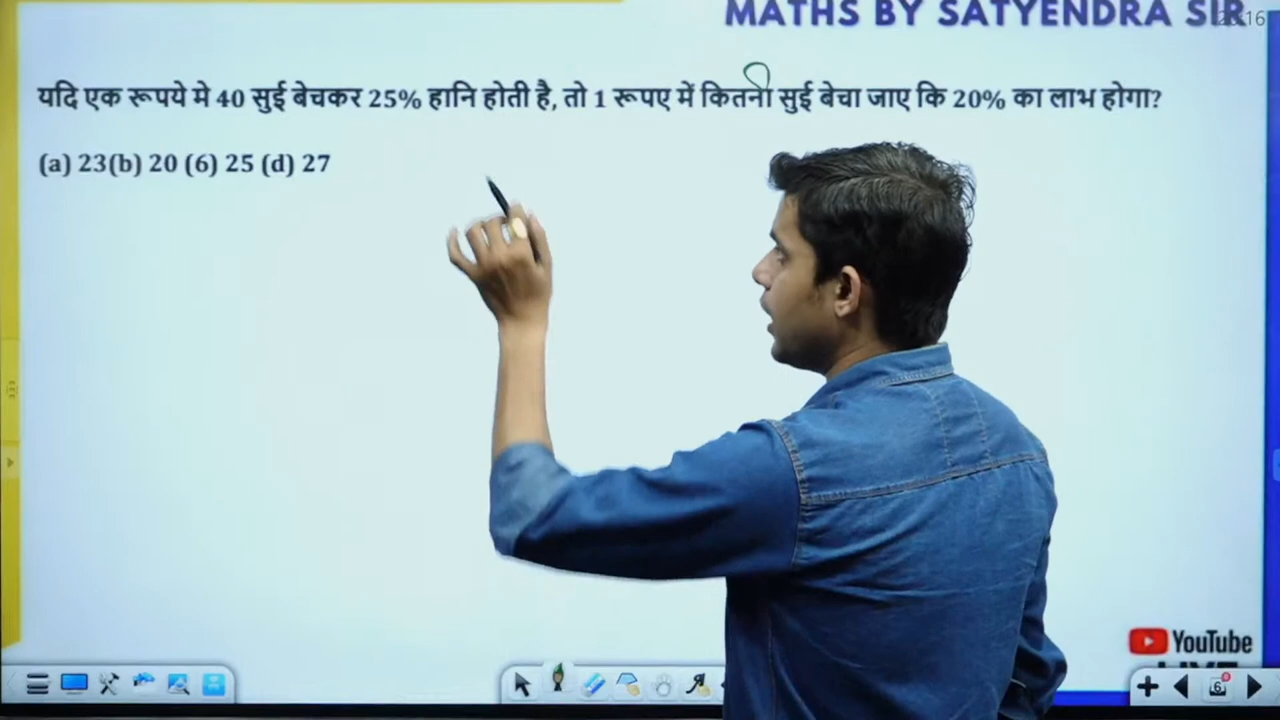 MATHS BY SATYENDRA SIR
यदि एक रूपये मे 40 सुई बेचकर 25% हानि होती है, तो 1 रूपए में कितनी सुई बेचा जाए कि 20% का लाभ होगा?
(a) 23(b) 20 (6) 25 (d) 27
YouTube